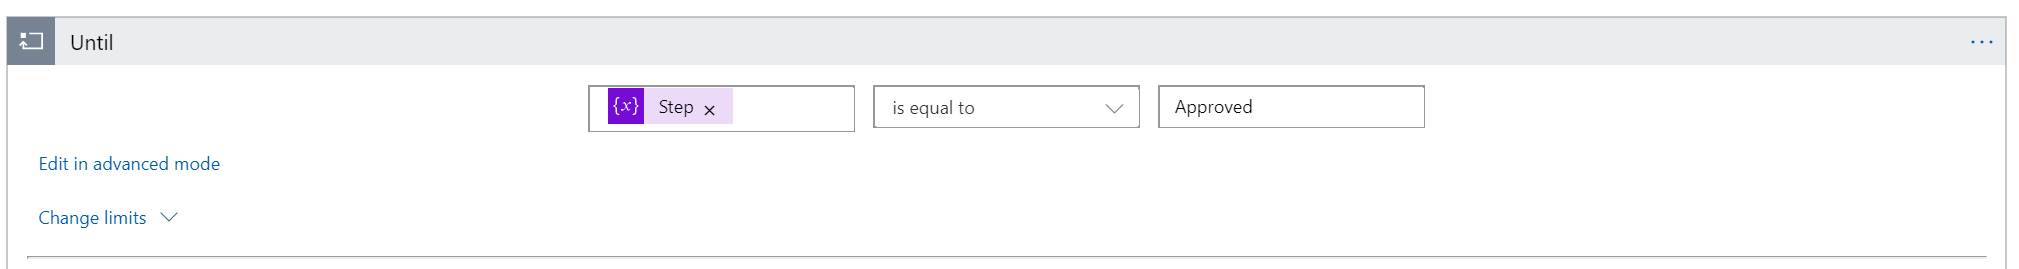 Until
{x} Step × is equal to Approved
Edit in advanced mode
Change limits